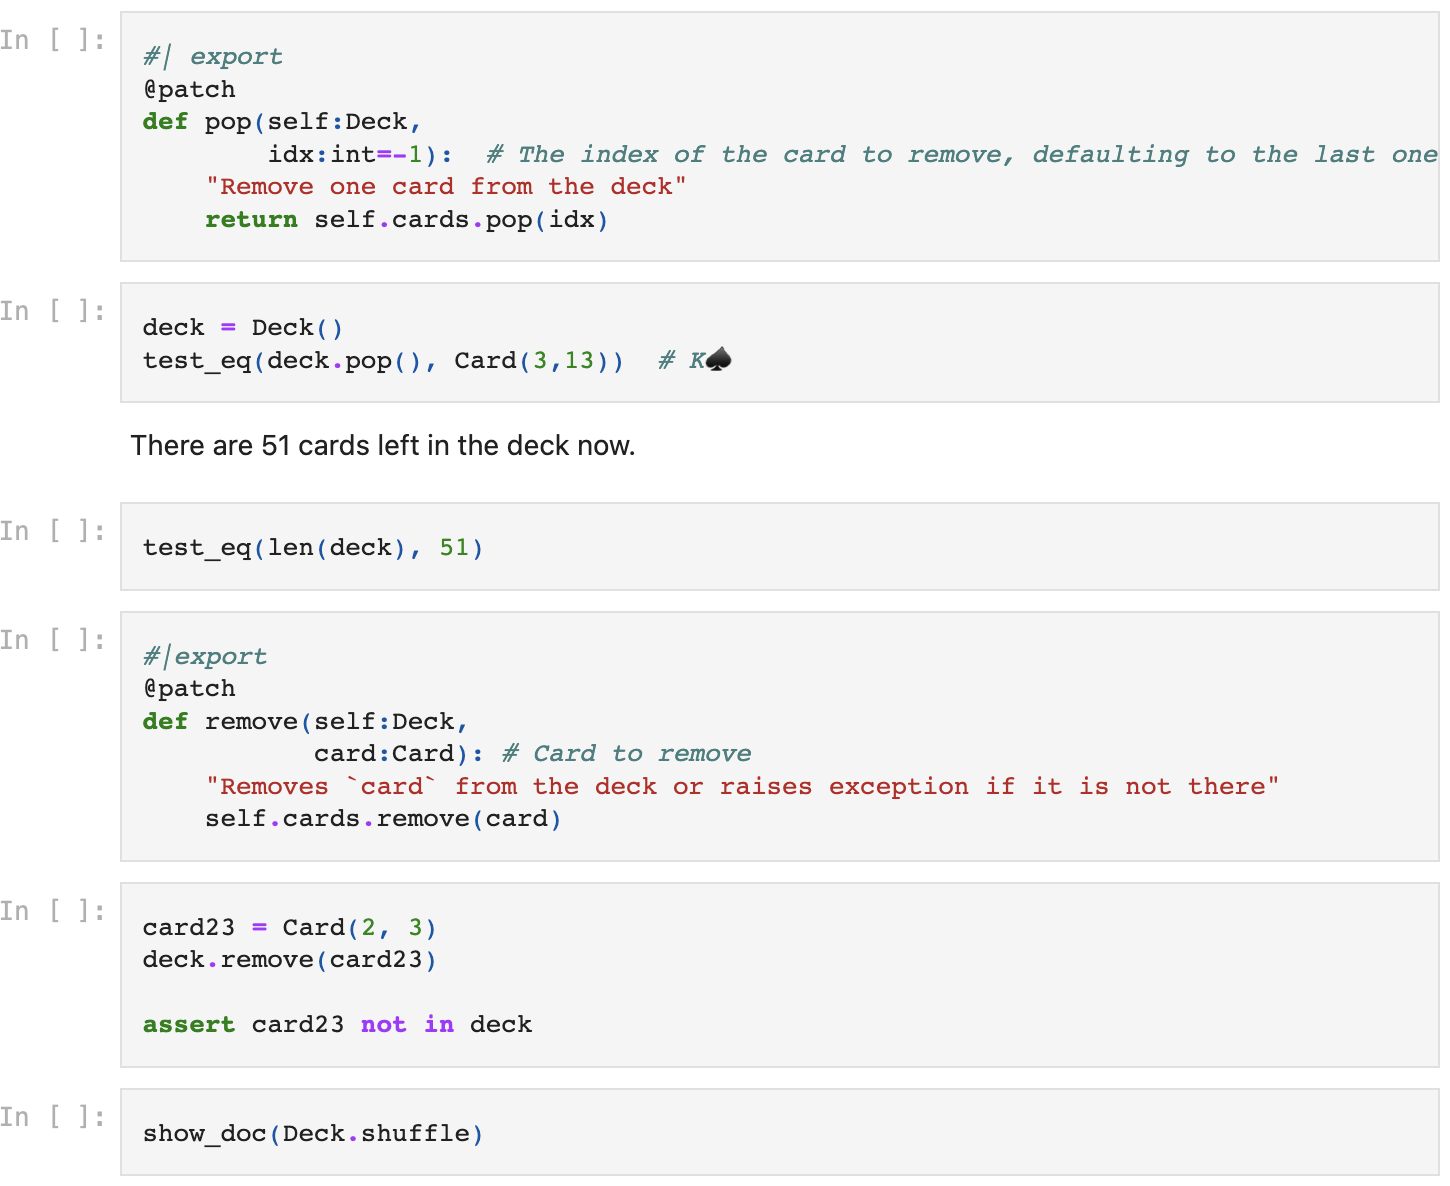 In [ ]:
#| export
@patch
def pop(self:Deck,
        idx:int=-1):  # The index of the card to remove, defaulting to the last one
    "Remove one card from the deck"
    return self.cards.pop(idx)
In [ ]:
deck = Deck()
test_eq(deck.pop(), Card(3,13))  # K♠
There are 51 cards left in the deck now.
In [ ]:
test_eq(len(deck), 51)
In [ ]:
#|export
@patch
def remove(self:Deck,
           card:Card): # Card to remove
    "Removes `card` from the deck or raises exception if it is not there"
    self.cards.remove(card)
In [ ]:
card23 = Card(2, 3)
deck.remove(card23)

assert card23 not in deck
In [ ]:
show_doc(Deck.shuffle)